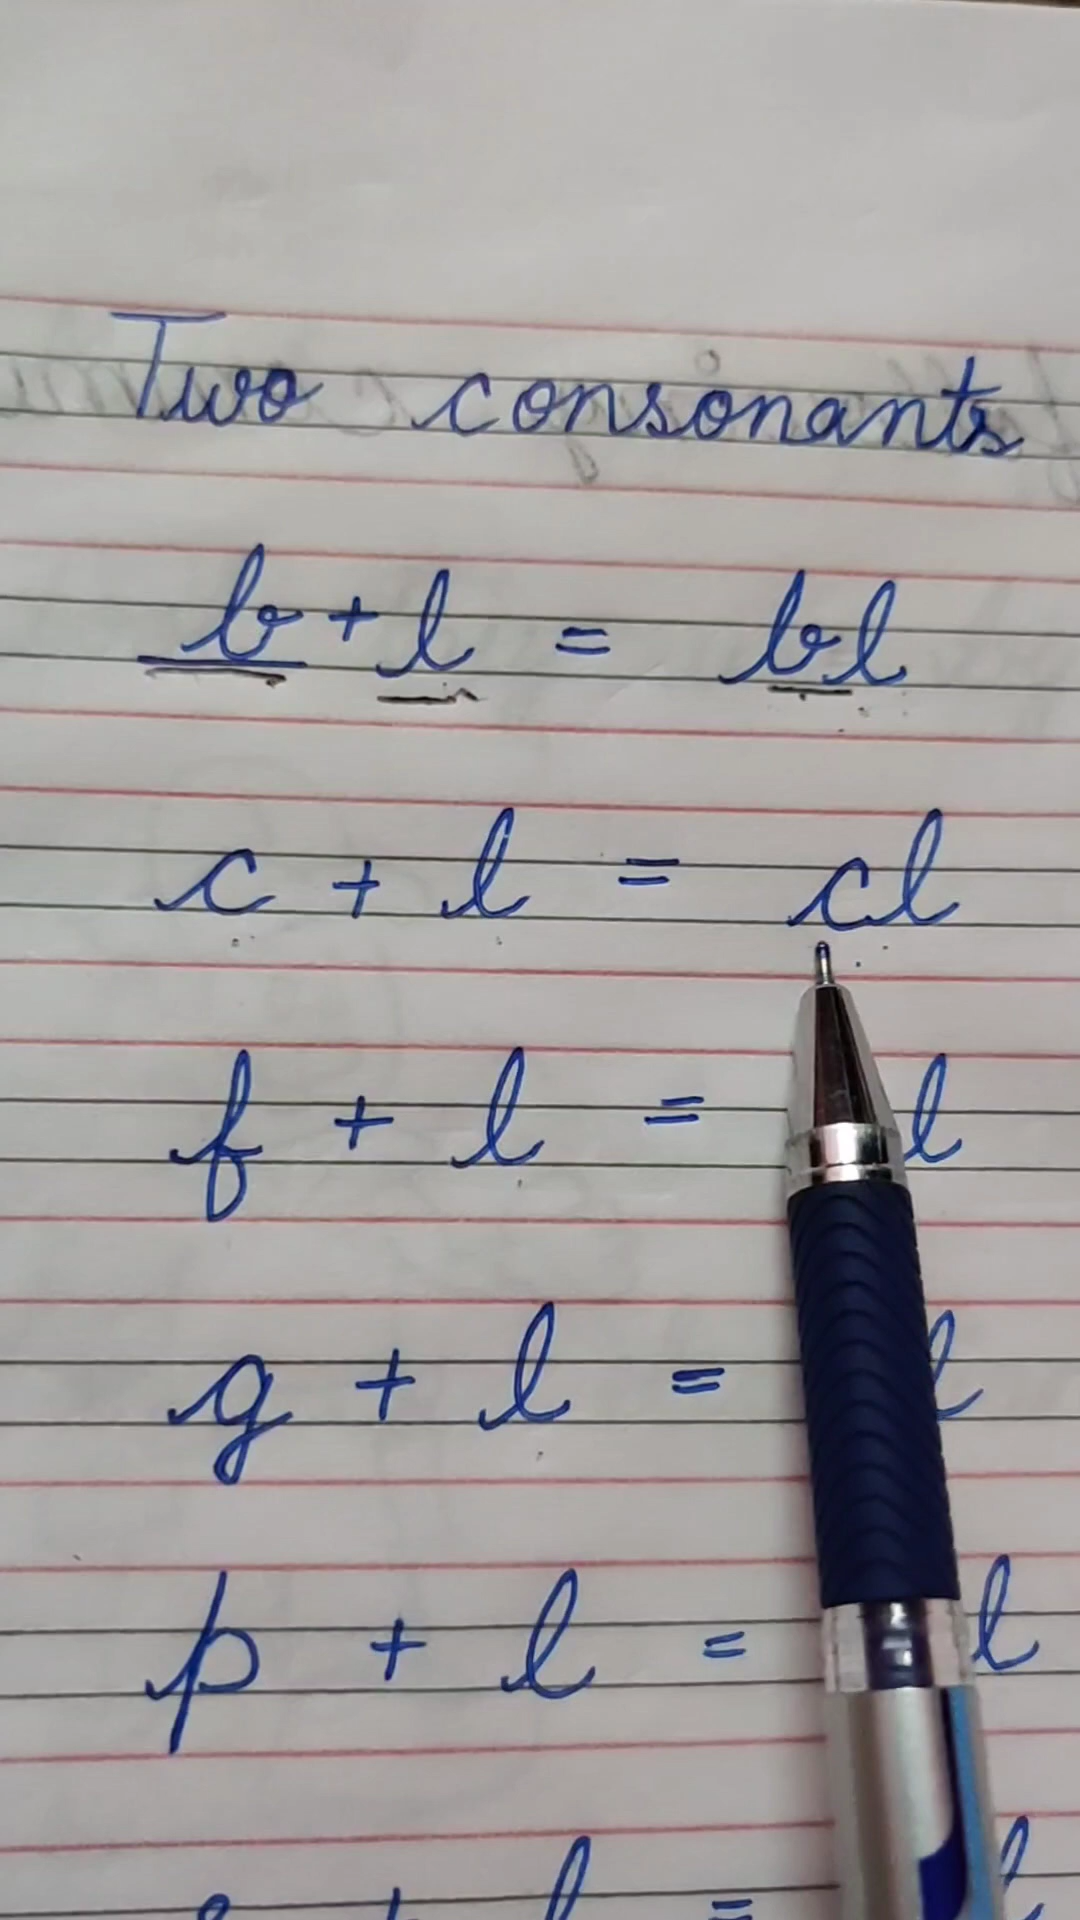 Two consonants
b + l = bl
c + l = cl
f + l = l
g + l = l
p + l = l
+ l = l